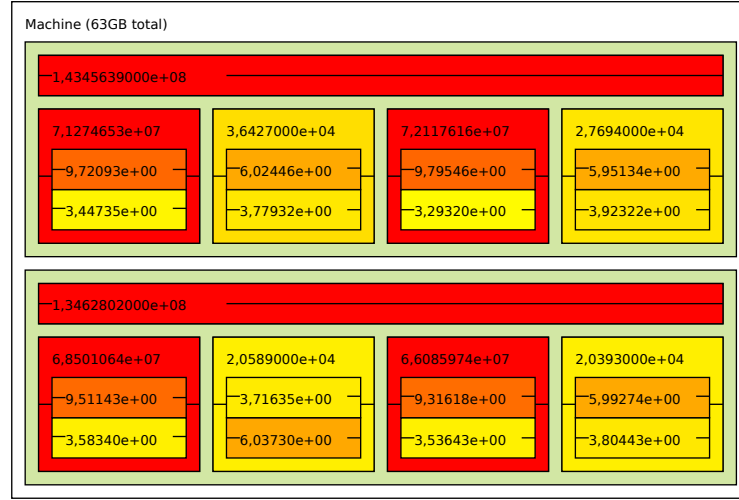 Machine (63GB total)
1,4345639000e+08
7,1274653e+07
9,72093e+00
3,44735e+00
3,6427000e+04
6,02446e+00
3,77932e+00
7,2117616e+07
9,79546e+00
3,29320e+00
2,7694000e+04
5,95134e+00
3,92322e+00
1,3462802000e+08
6,8501064e+07
9,51143e+00
3,58340e+00
2,0589000e+04
3,71635e+00
6,03730e+00
6,6085974e+07
9,31618e+00
3,53643e+00
2,0393000e+04
5,99274e+00
3,80443e+00